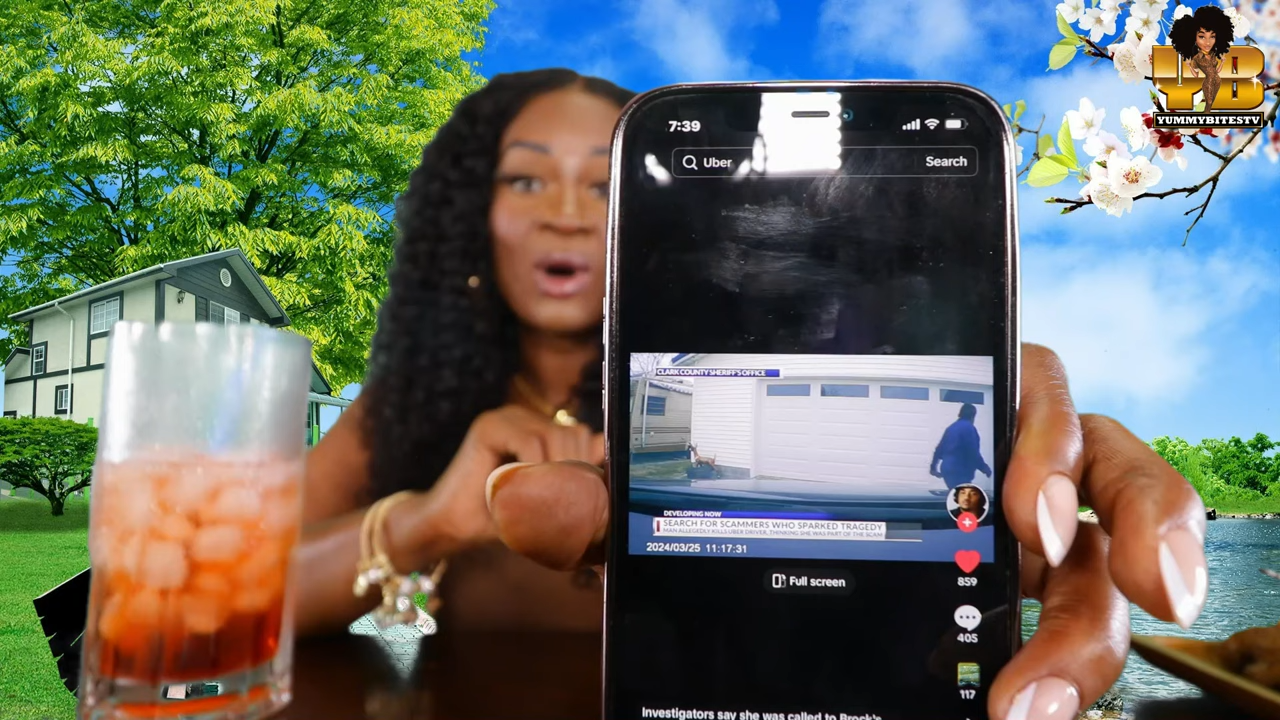 YB
YUMMYBITESTV
7:39
Uber
Search
CLARK COUNTY SHERIFF'S OFFICE
DEVELOPING NOW
SEARCH FOR SCAMMERS WHO SPARKED TRAGEDY
MAN ALLEGEDLY KILLS UBER DRIVER, THINKING SHE WAS PART OF THE SCAM
2024/03/25 11:17:31
Full screen
859
405
117
Investigators say she was called to Brock's